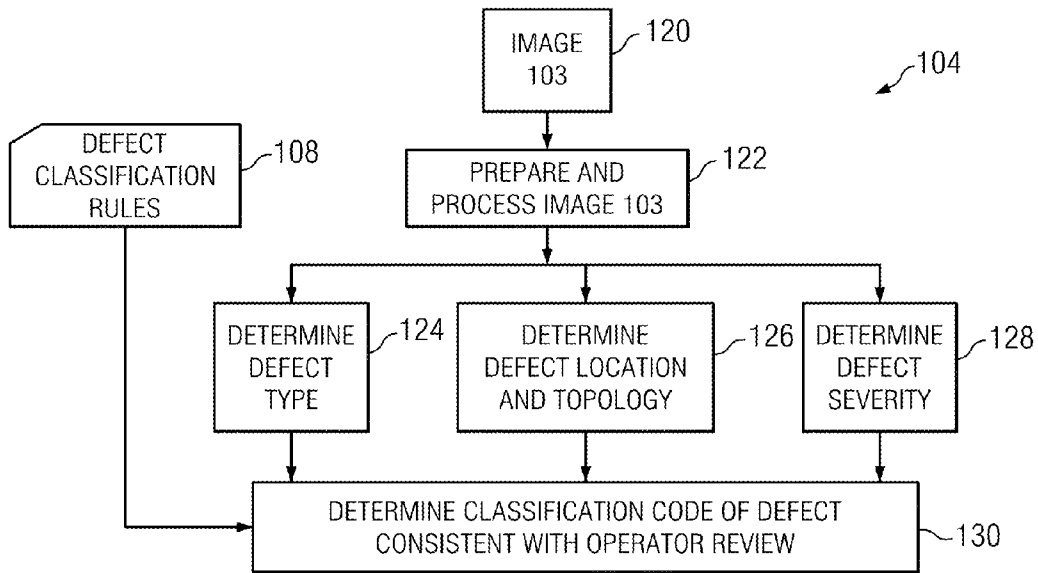 IMAGE
103
120
104
DEFECT
CLASSIFICATION
RULES
108
PREPARE AND
PROCESS IMAGE 103
122
DETERMINE
DEFECT
TYPE
124
DETERMINE
DEFECT LOCATION
AND TOPOLOGY
126
DETERMINE
DEFECT
SEVERITY
128
DETERMINE CLASSIFICATION CODE OF DEFECT
CONSISTENT WITH OPERATOR REVIEW
130